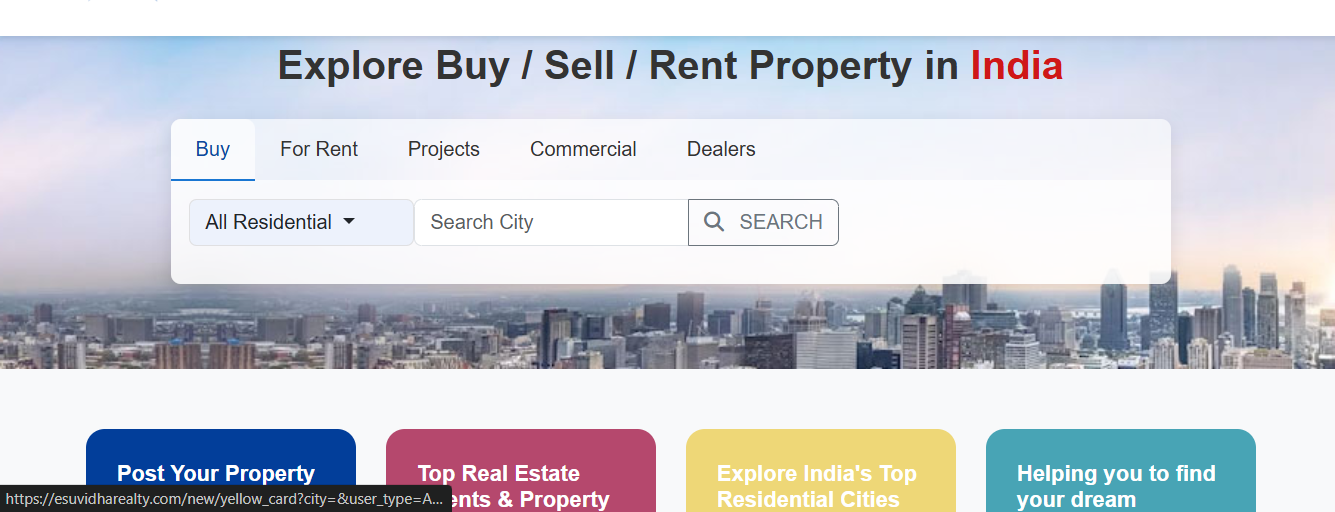 Explore Buy / Sell / Rent Property in India
Buy For Rent Projects Commercial Dealers
All Residential Search City SEARCH
Post Your Property
Top Real Estate
ents & Property
Explore India's Top
Residential Cities
Helping you to find
your dream
https://esuvidharealty.com/new/yellow_card?city=&user_type=A...